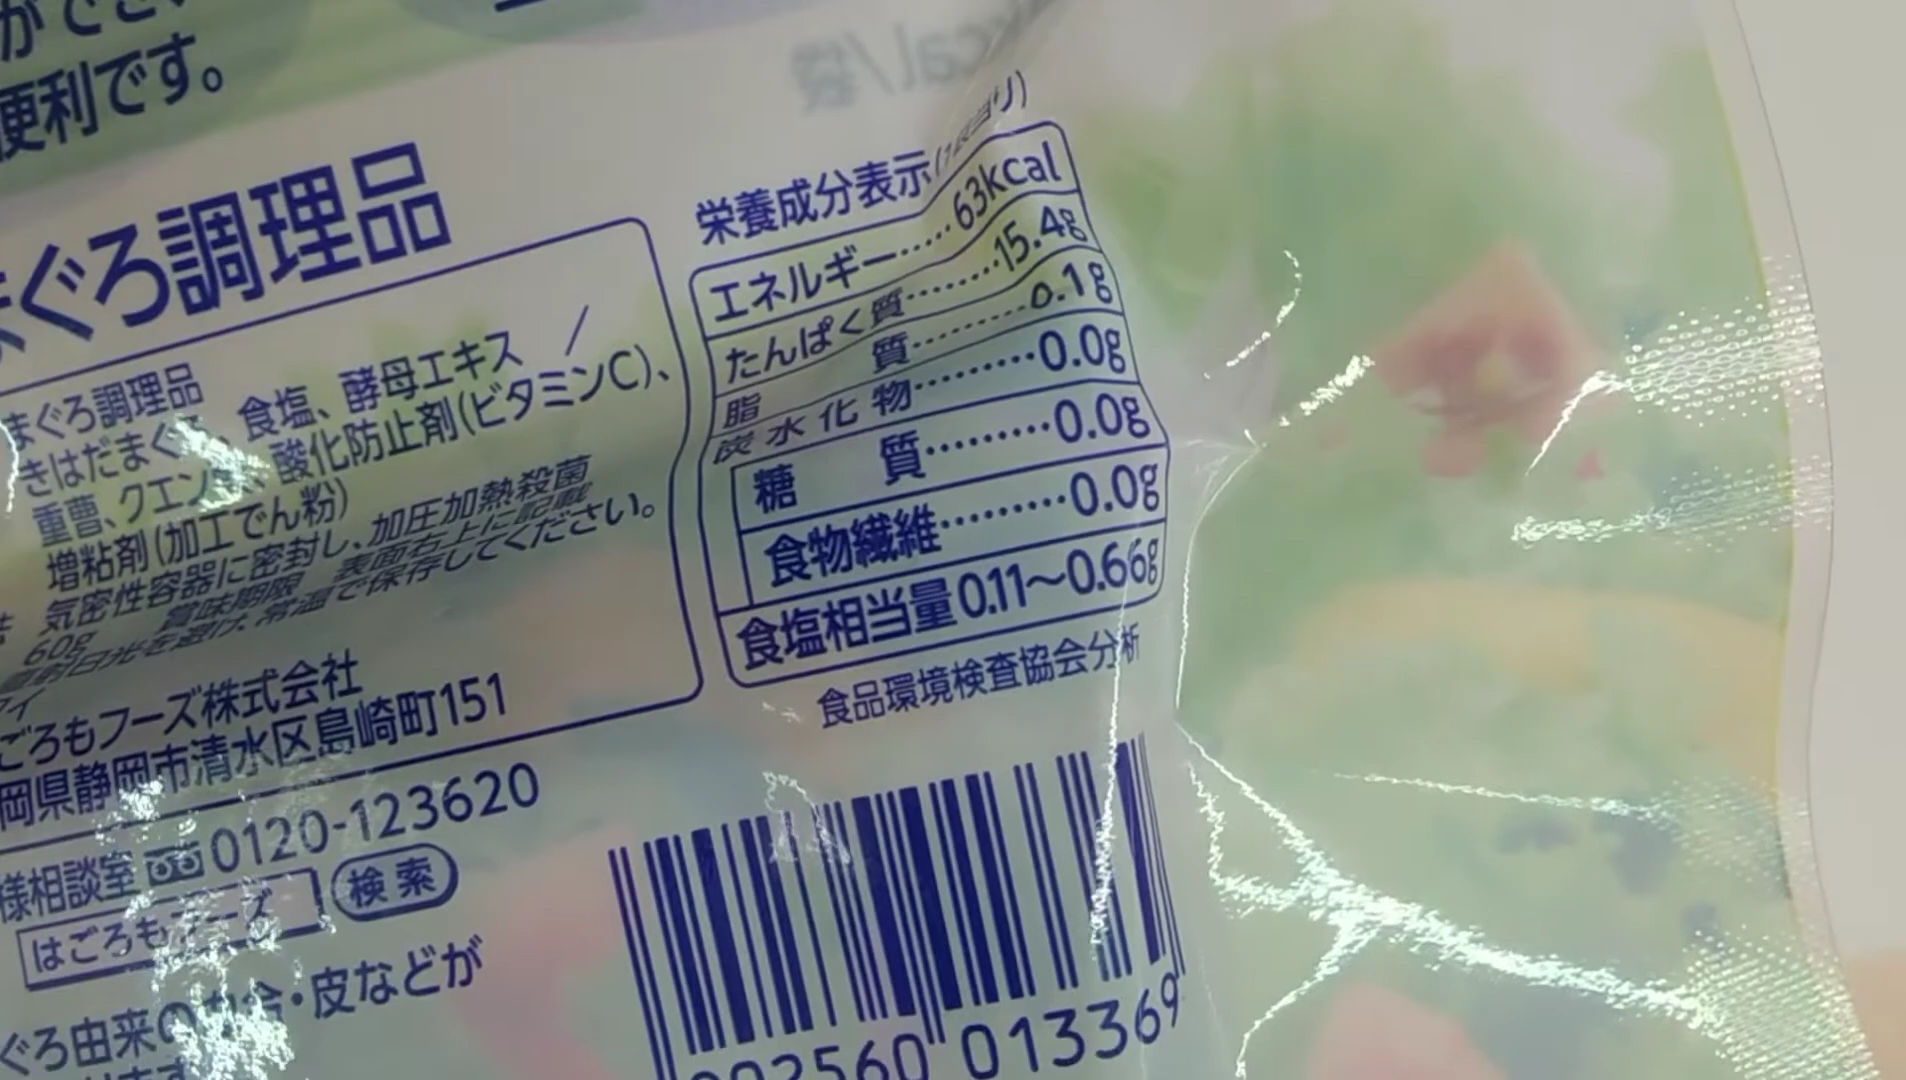 ができ、
便利です。
kcal/袋
まぐろ調理品
まぐろ調理品
きはだまぐろ、食塩、酵母エキス／
重曹、クエン酸、酸化防止剤(ビタミンC)、
増粘剤(加工でん粉)
気密性容器に密封し、加圧加熱殺菌
60g 賞味期限 表面右上に記載
直射日光を避け、常温で保存してください。
ごろもフーズ株式会社
岡県静岡市清水区島崎町151
様相談室 0120-123620
はごろもフーズ 検索
ぐろ由来の血合・皮などが
栄養成分表示(1袋当り)
エネルギー………63kcal
たんぱく質………15.4g
脂質………0.1g
炭水化物………0.0g
糖質………0.0g
食物繊維………0.0g
食塩相当量0.11〜0.66g
食品環境検査協会分析
902560 013369